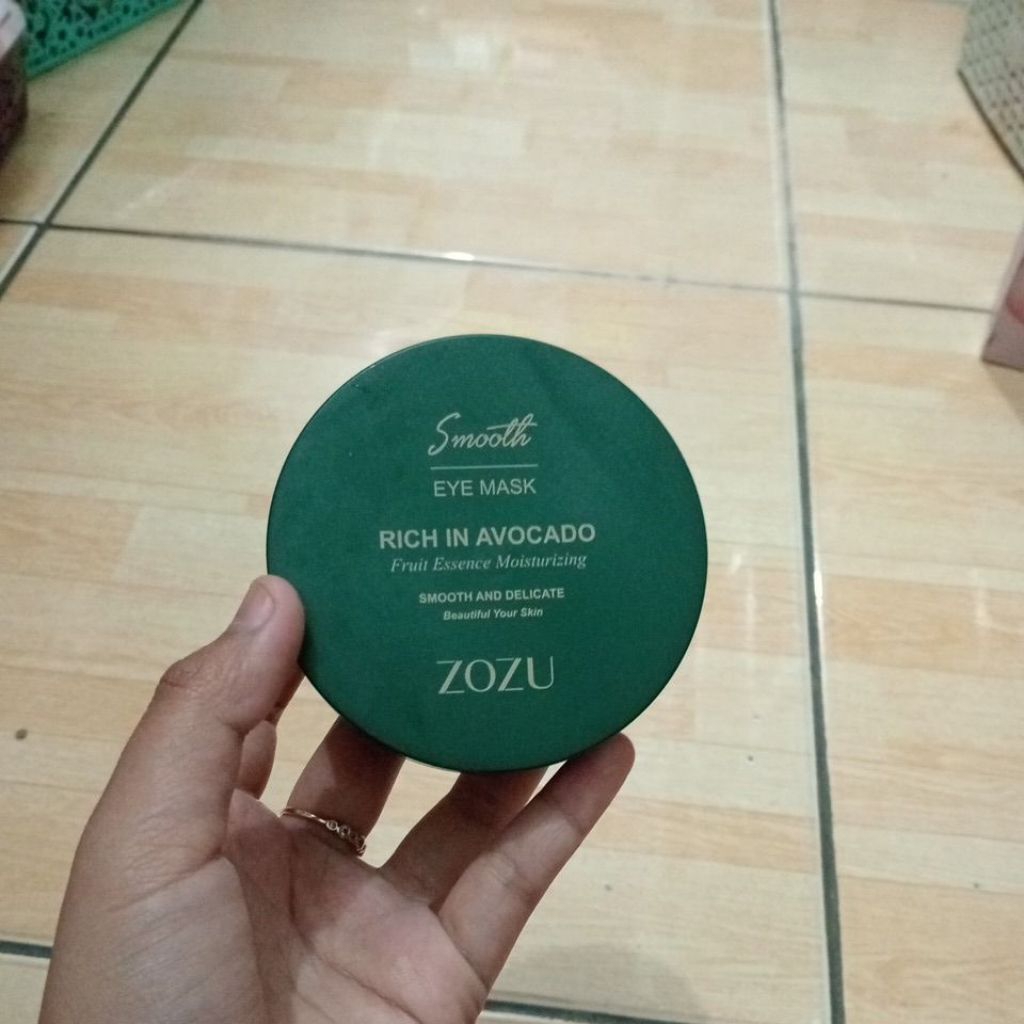 Smooth
EYE MASK
RICH IN AVOCADO
Fruit Essence Moisturizing
SMOOTH AND DELICATE
Beautiful Your Skin
ZOZU